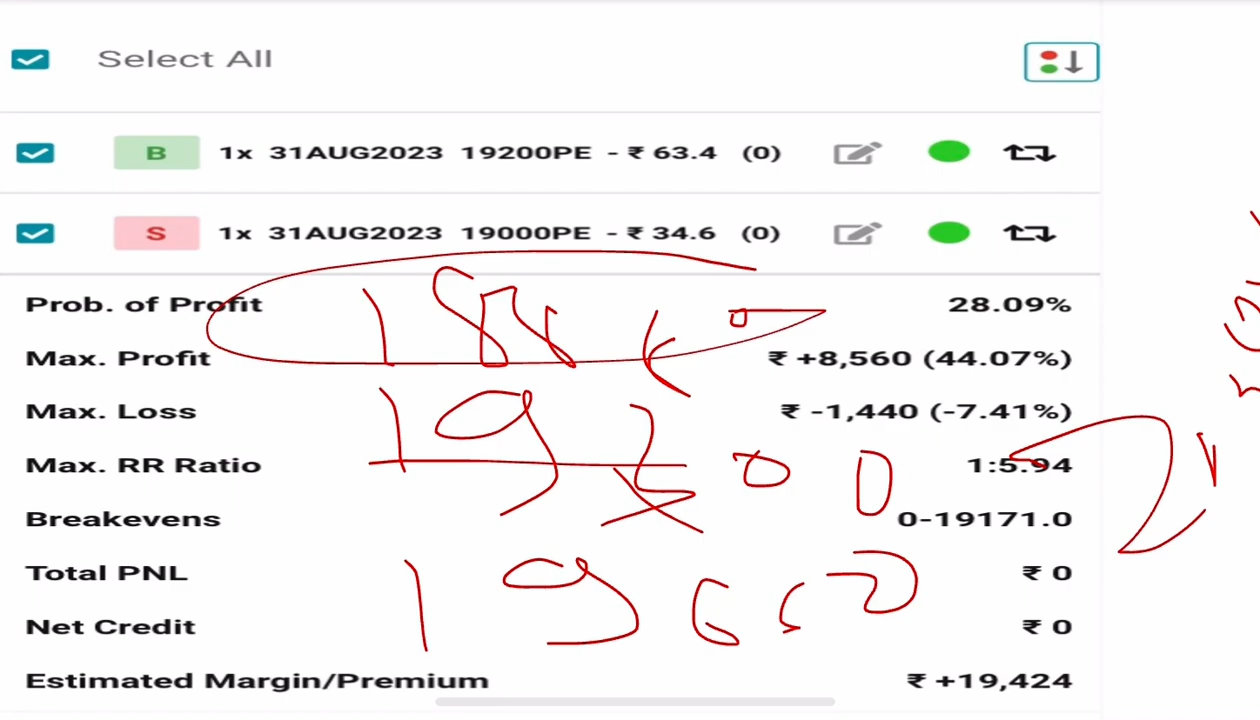 Select All
B 1x 31AUG2023 19200PE - ₹ 63.4 (0)
S 1x 31AUG2023 19000PE - ₹ 34.6 (0)
Prob. of Profit 28.09%
Max. Profit ₹ +8,560 (44.07%)
Max. Loss ₹ -1,440 (-7.41%)
19200
Max. RR Ratio 1:5.94
Breakevens 0-19171.0
Total PNL ₹ 0
Net Credit ₹ 0
Estimated Margin/Premium ₹ +19,424